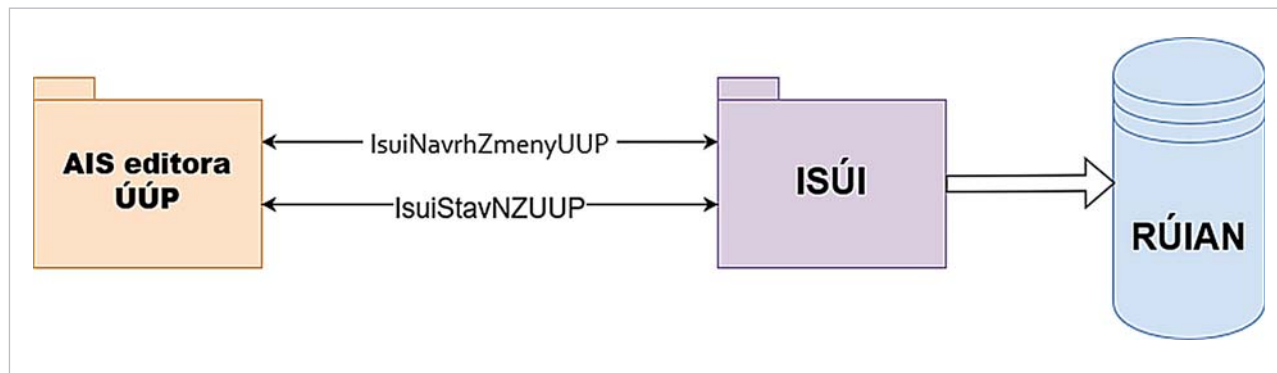 AIS editora
ÚÚP
IsuiNavrhZmenyUUP
IsuiStavNZUUP
ISÚI
RÚIAN